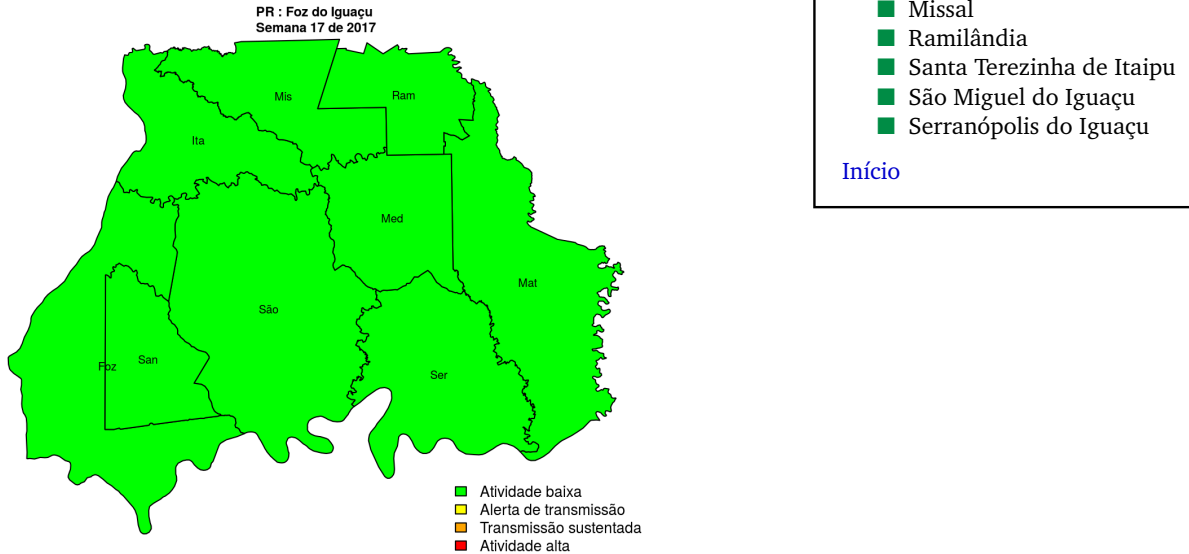 PR : Foz do Iguaçu
Semana 17 de 2017
Mis
Ram
Ita
Med
Mat
São
San
Foz
Ser
Atividade baixa
Alerta de transmissão
Transmissão sustentada
Atividade alta
Missal
Ramilândia
Santa Terezinha de Itaipu
São Miguel do Iguaçu
Serranópolis do Iguaçu
Início